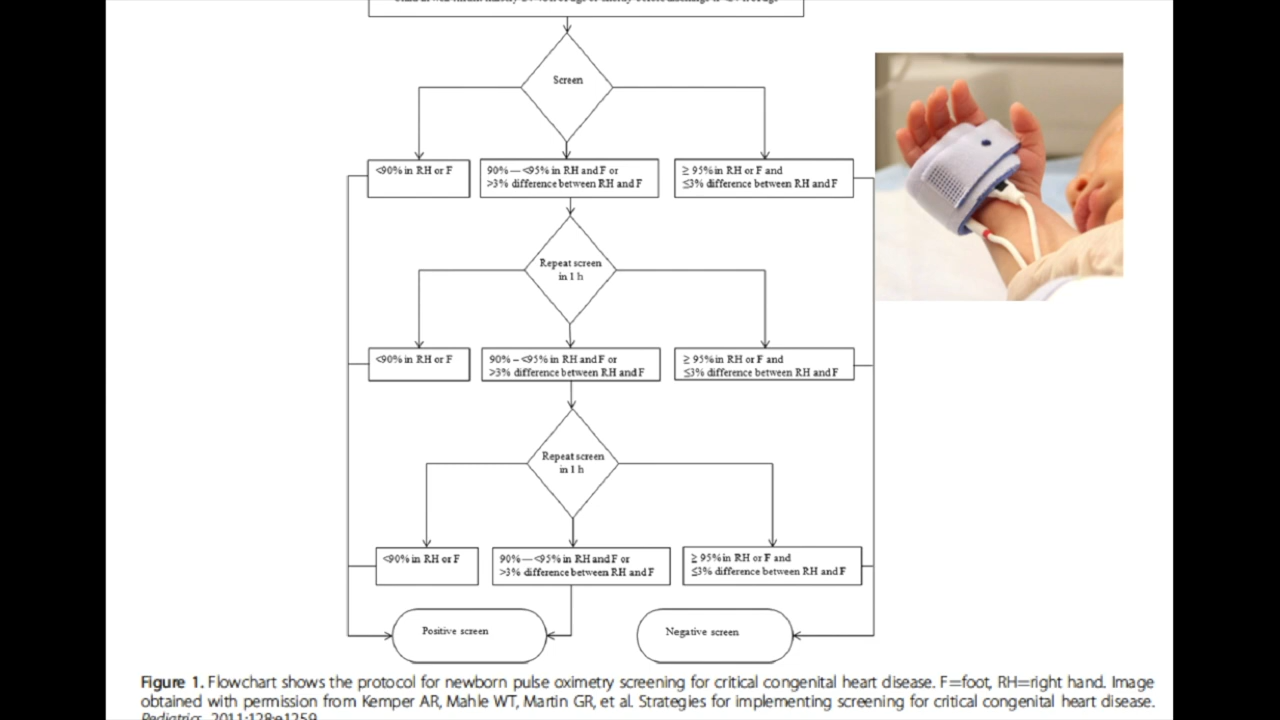 Screen
<90% in RH or F
90% — <95% in RH and F or
>3% difference between RH and F
≥ 95% in RH or F and
≤3% difference between RH and F
Repeat screen
in 1 h
<90% in RH or F
90% – <95% in RH and F or
>3% difference between RH and F
≥ 95% in RH or F and
≤3% difference between RH and F
Repeat screen
in 1 h
<90% in RH or F
90% — <95% in RH and F or
>3% difference between RH and F
≥ 95% in RH or F and
≤3% difference between RH and F
Positive screen
Negative screen
Figure 1. Flowchart shows the protocol for newborn pulse oximetry screening for critical congenital heart disease. F=foot, RH=right hand. Image
obtained with permission from Kemper AR, Mahle WT, Martin GR, et al. Strategies for implementing screening for critical congenital heart disease.
Pediatrics. 2011;128:e1259